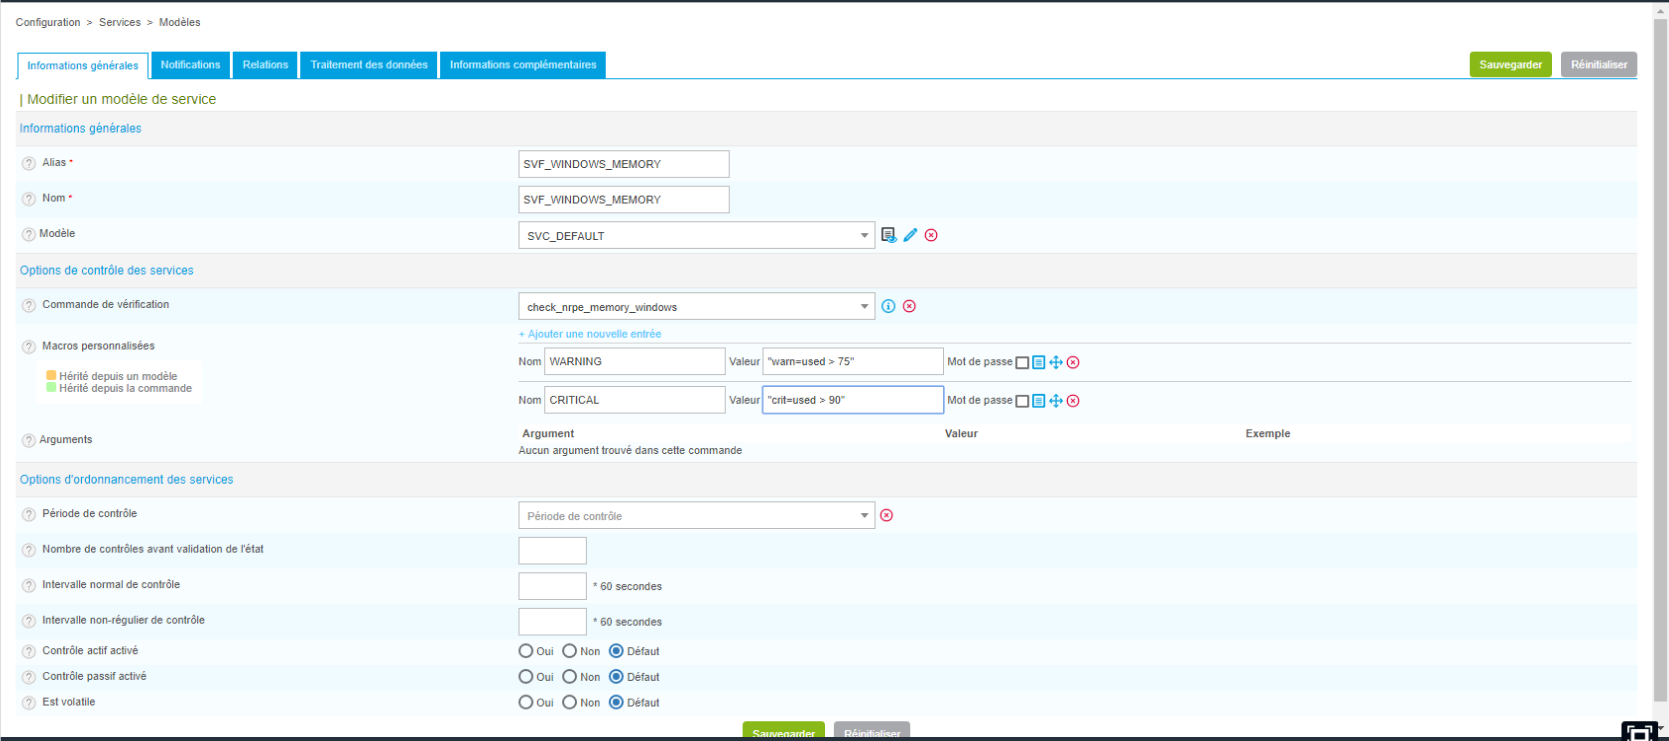 Configuration > Services > Modèles
Informations générales Notifications Relations Traitement des données Informations complémentaires Sauvegarder Réinitialiser
| Modifier un modèle de service
Informations générales
? Alias *
SVF_WINDOWS_MEMORY
? Nom *
SVF_WINDOWS_MEMORY
? Modèle
SVC_DEFAULT
Options de contrôle des services
? Commande de vérification
check_nrpe_memory_windows
+ Ajouter une nouvelle entrée
? Macros personnalisées
Nom WARNING Valeur "warn=used > 75" Mot de passe
Hérité depuis un modèle
Hérité depuis la commande
Nom CRITICAL Valeur "crit=used > 90" Mot de passe
? Arguments
Argument Valeur Exemple
Aucun argument trouvé dans cette commande
Options d'ordonnancement des services
? Période de contrôle
Période de contrôle
? Nombre de contrôles avant validation de l'état
? Intervalle normal de contrôle
* 60 secondes
? Intervalle non-régulier de contrôle
* 60 secondes
? Contrôle actif activé
Oui Non Défaut
? Contrôle passif activé
Oui Non Défaut
? Est volatile
Oui Non Défaut
Sauvegarder Réinitialiser